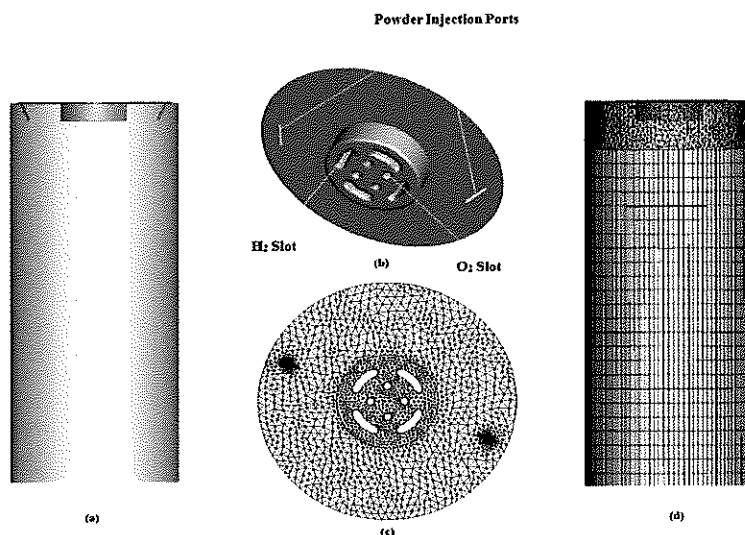 Powder Injection Ports
H₂ Slot
O₂ Slot
(b)
(a)
(c)
(d)